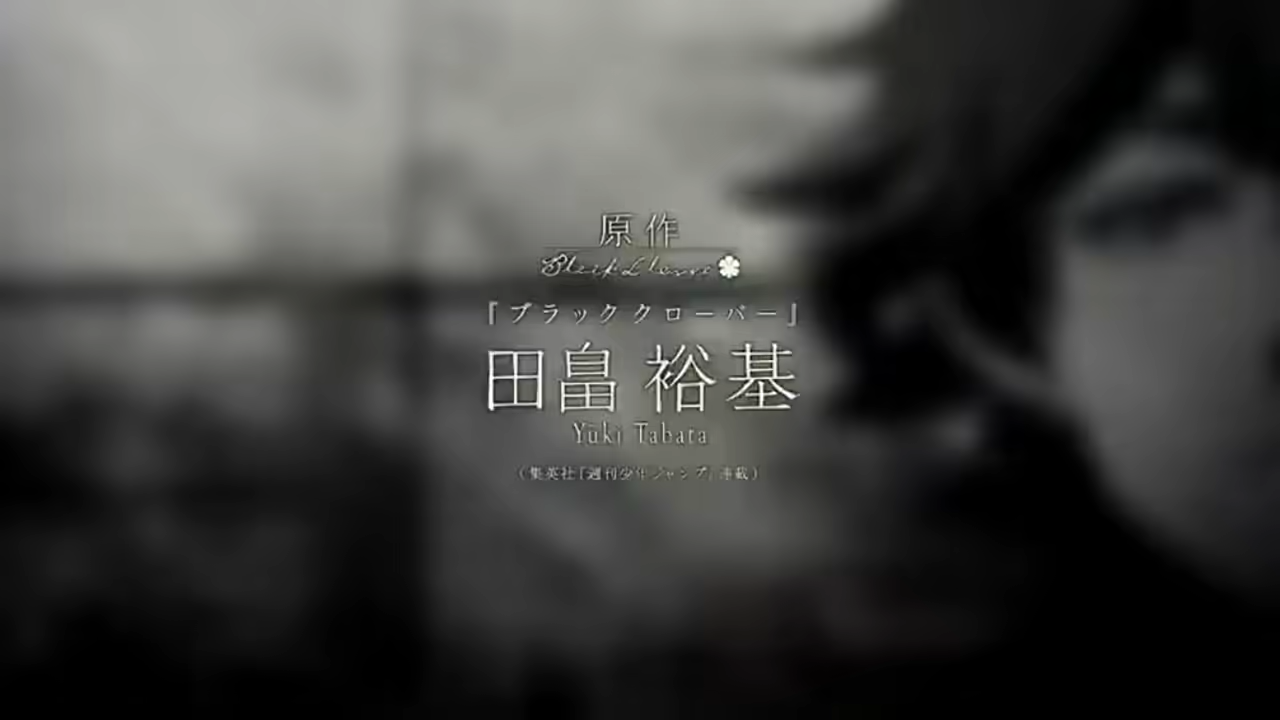 原作
Black Clover
『ブラッククローバー』
田畠 裕基
Yūki Tabata
(集英社「週刊少年ジャンプ」連載)